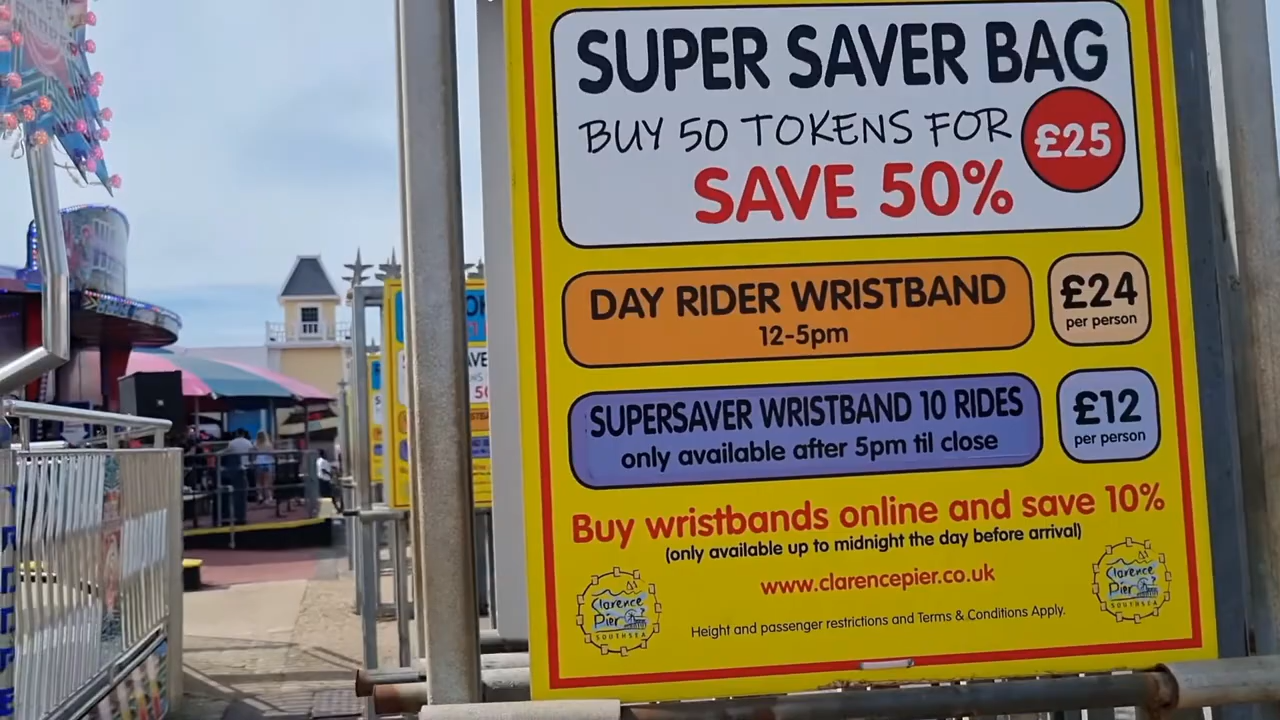 SUPER SAVER BAG
BUY 50 TOKENS FOR £25
SAVE 50%
DAY RIDER WRISTBAND
12-5pm
£24
per person
SUPERSAVER WRISTBAND 10 RIDES
only available after 5pm til close
£12
per person
Buy wristbands online and save 10%
(only available up to midnight the day before arrival)
www.clarencepier.co.uk
Height and passenger restrictions and Terms & Conditions Apply.
Clarence
Pier
SOUTHSEA
Clarence
Pier
SOUTHSEA